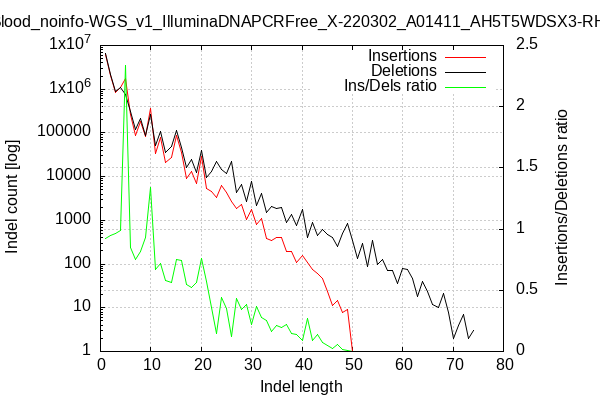 Blood_noinfo-WGS_v1_IlluminaDNAPCRFree_X-220302_A01411_AH5T5WDSX3-RH
Insertions
Deletions
Ins/Dels ratio
1x10^7
1x10^6
100000
10000
1000
100
10
1
2.5
2
1.5
1
0.5
0
0 10 20 30 40 50 60 70 80
Indel count [log]
Insertions/Deletions ratio
Indel length